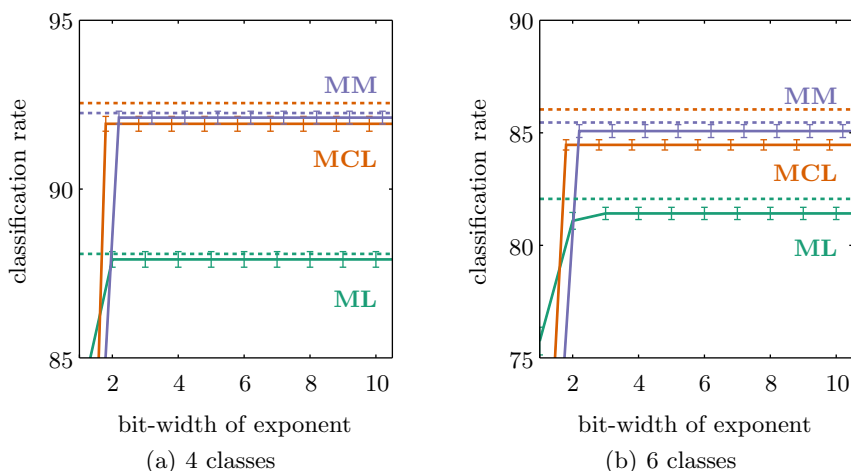 classification rate
95
90
85
MM
MCL
ML
2 4 6 8 10
bit-width of exponent
(a) 4 classes
classification rate
90
85
80
75
MM
MCL
ML
2 4 6 8 10
bit-width of exponent
(b) 6 classes